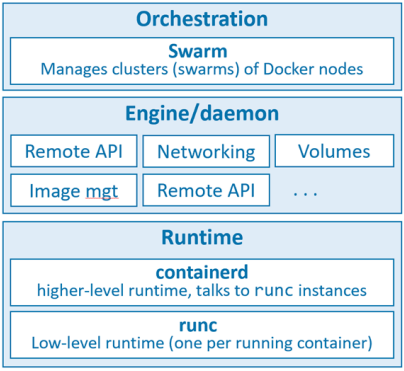 Orchestration
Swarm
Manages clusters (swarms) of Docker nodes
Engine/daemon
Remote API Networking Volumes
Image mgt Remote API ...
Runtime
containerd
higher-level runtime, talks to runc instances
runc
Low-level runtime (one per running container)